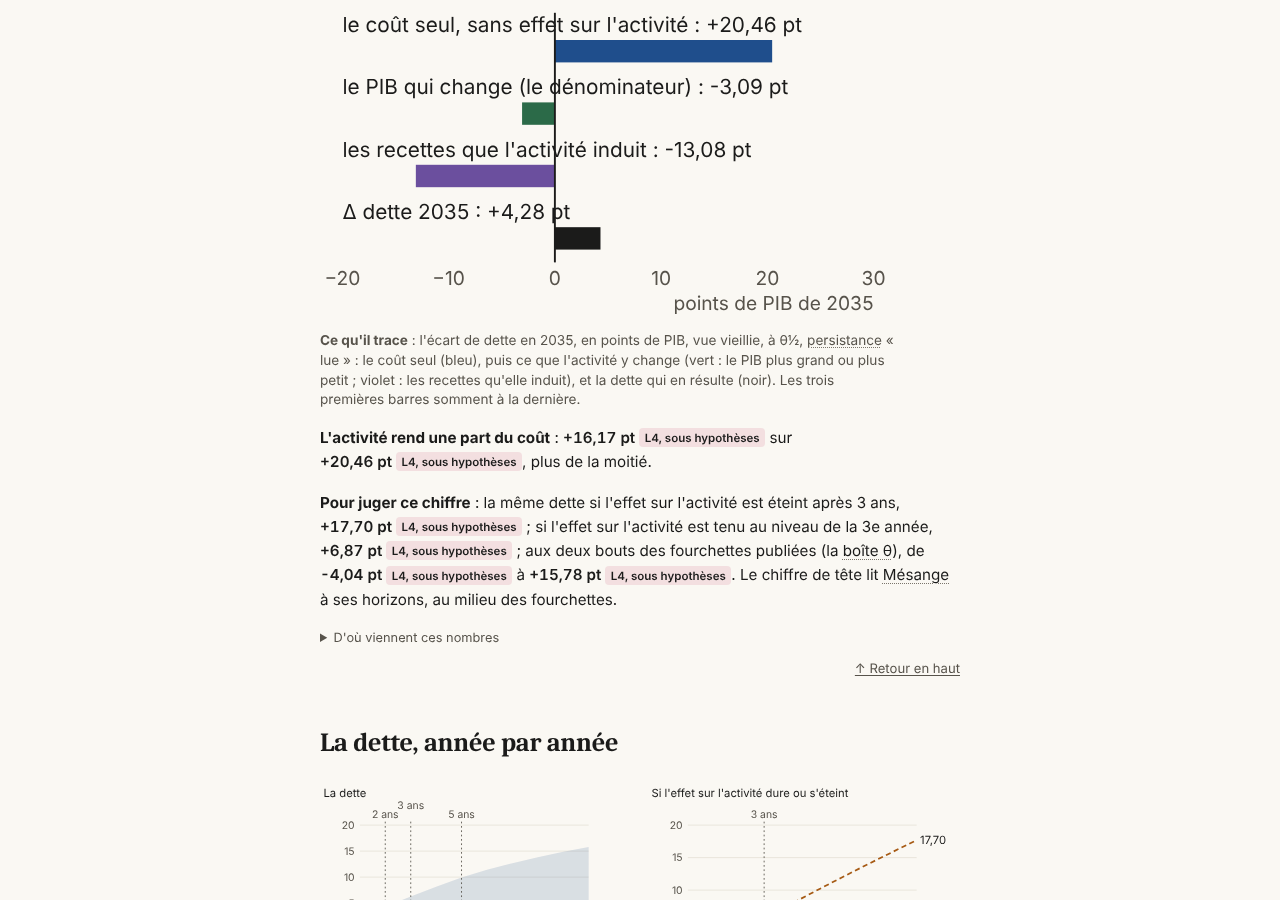 le coût seul, sans effet sur l'activité : +20,46 pt
le PIB qui change (le dénominateur) : -3,09 pt
les recettes que l'activité induit : -13,08 pt
Δ dette 2035 : +4,28 pt
−20 −10 0 10 20 30
points de PIB de 2035
Ce qu'il trace : l'écart de dette en 2035, en points de PIB, vue vieillie, à θ½, persistance «
lue » : le coût seul (bleu), puis ce que l'activité y change (vert : le PIB plus grand ou plus
petit ; violet : les recettes qu'elle induit), et la dette qui en résulte (noir). Les trois
premières barres somment à la dernière.
L'activité rend une part du coût : +16,17 pt L4, sous hypothèses sur
+20,46 pt L4, sous hypothèses, plus de la moitié.
Pour juger ce chiffre : la même dette si l'effet sur l'activité est éteint après 3 ans,
+17,70 pt L4, sous hypothèses ; si l'effet sur l'activité est tenu au niveau de la 3e année,
+6,87 pt L4, sous hypothèses ; aux deux bouts des fourchettes publiées (la boîte θ), de
-4,04 pt L4, sous hypothèses à +15,78 pt L4, sous hypothèses. Le chiffre de tête lit Mésange
à ses horizons, au milieu des fourchettes.
▶ D'où viennent ces nombres
↑ Retour en haut
La dette, année par année
La dette
2 ans 3 ans 5 ans
20
15
10
Si l'effet sur l'activité dure ou s'éteint
3 ans
20
15
10
17,70